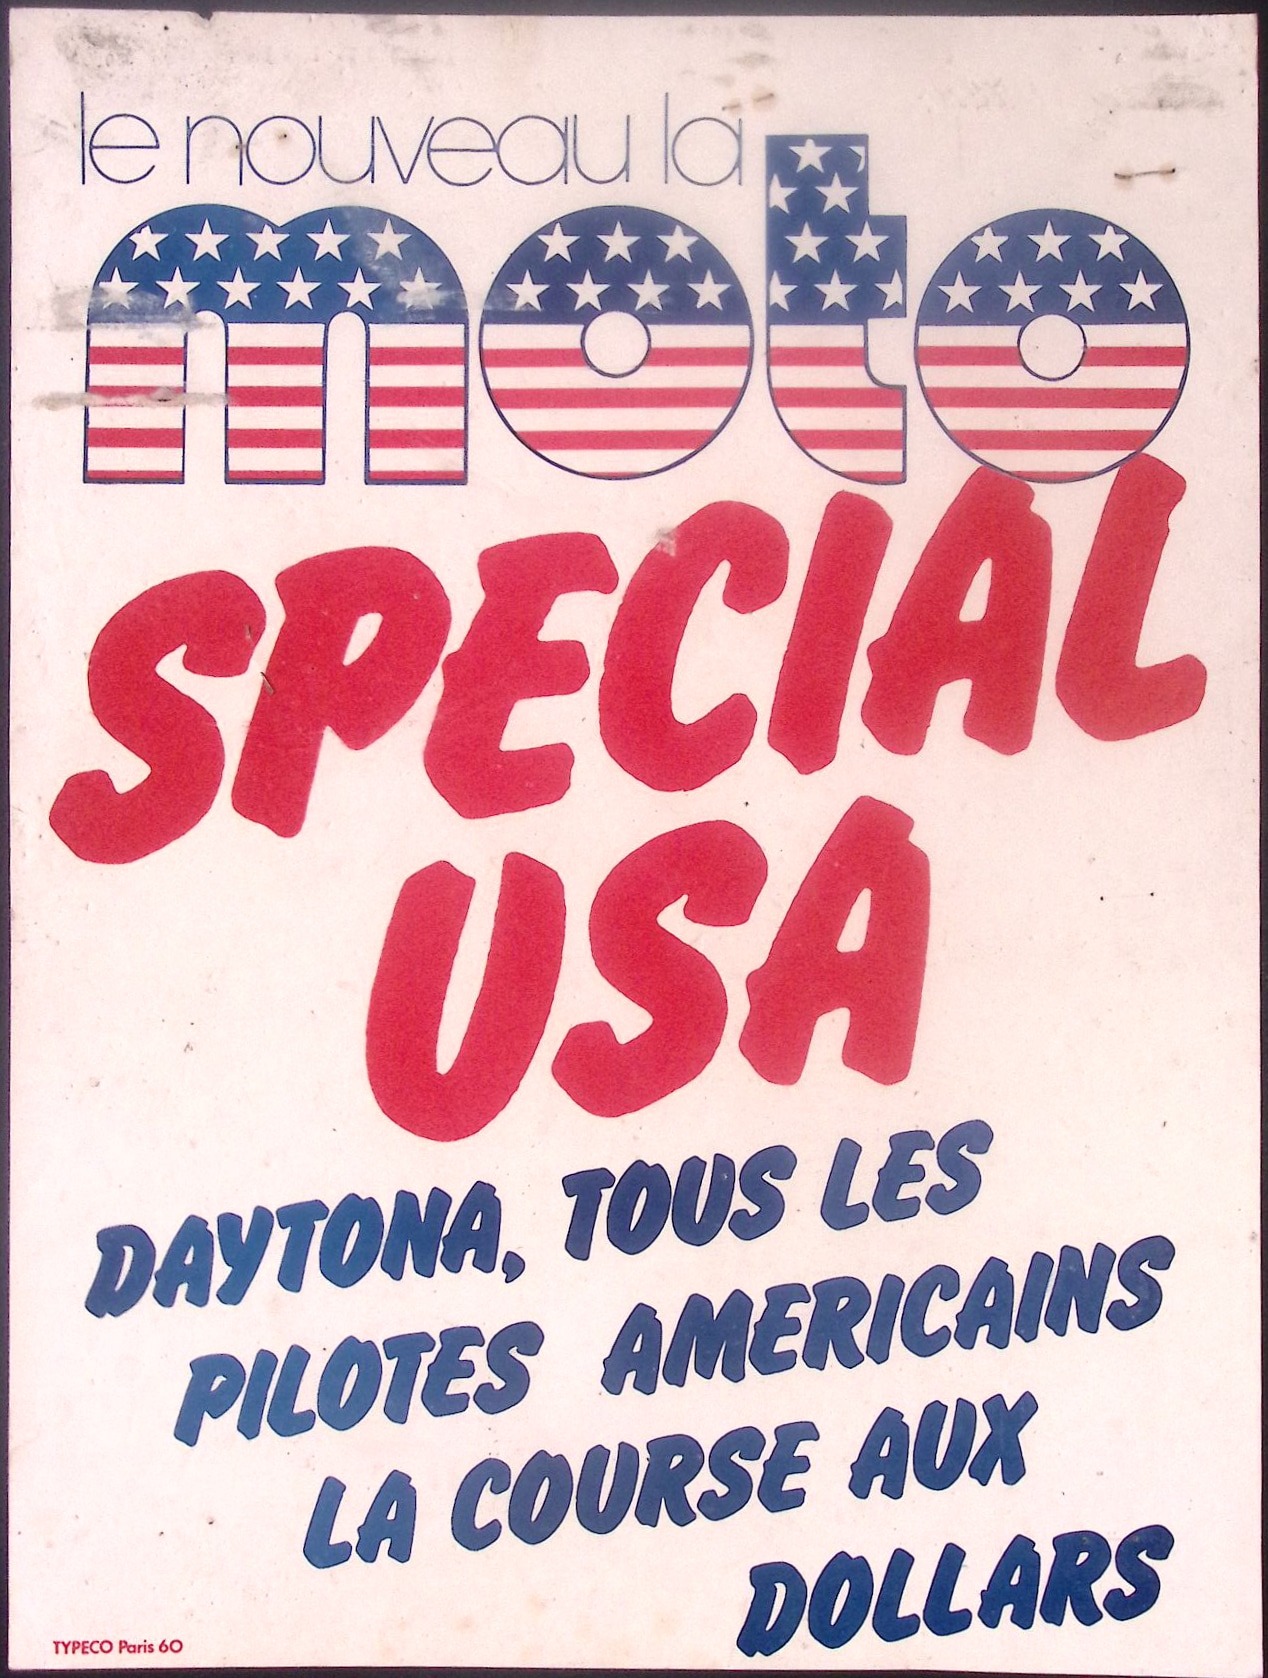 le nouveau la
moto
SPECIAL
USA
DAYTONA, TOUS LES
PILOTES AMERICAINS
LA COURSE AUX
DOLLARS
TYPECO Paris 60